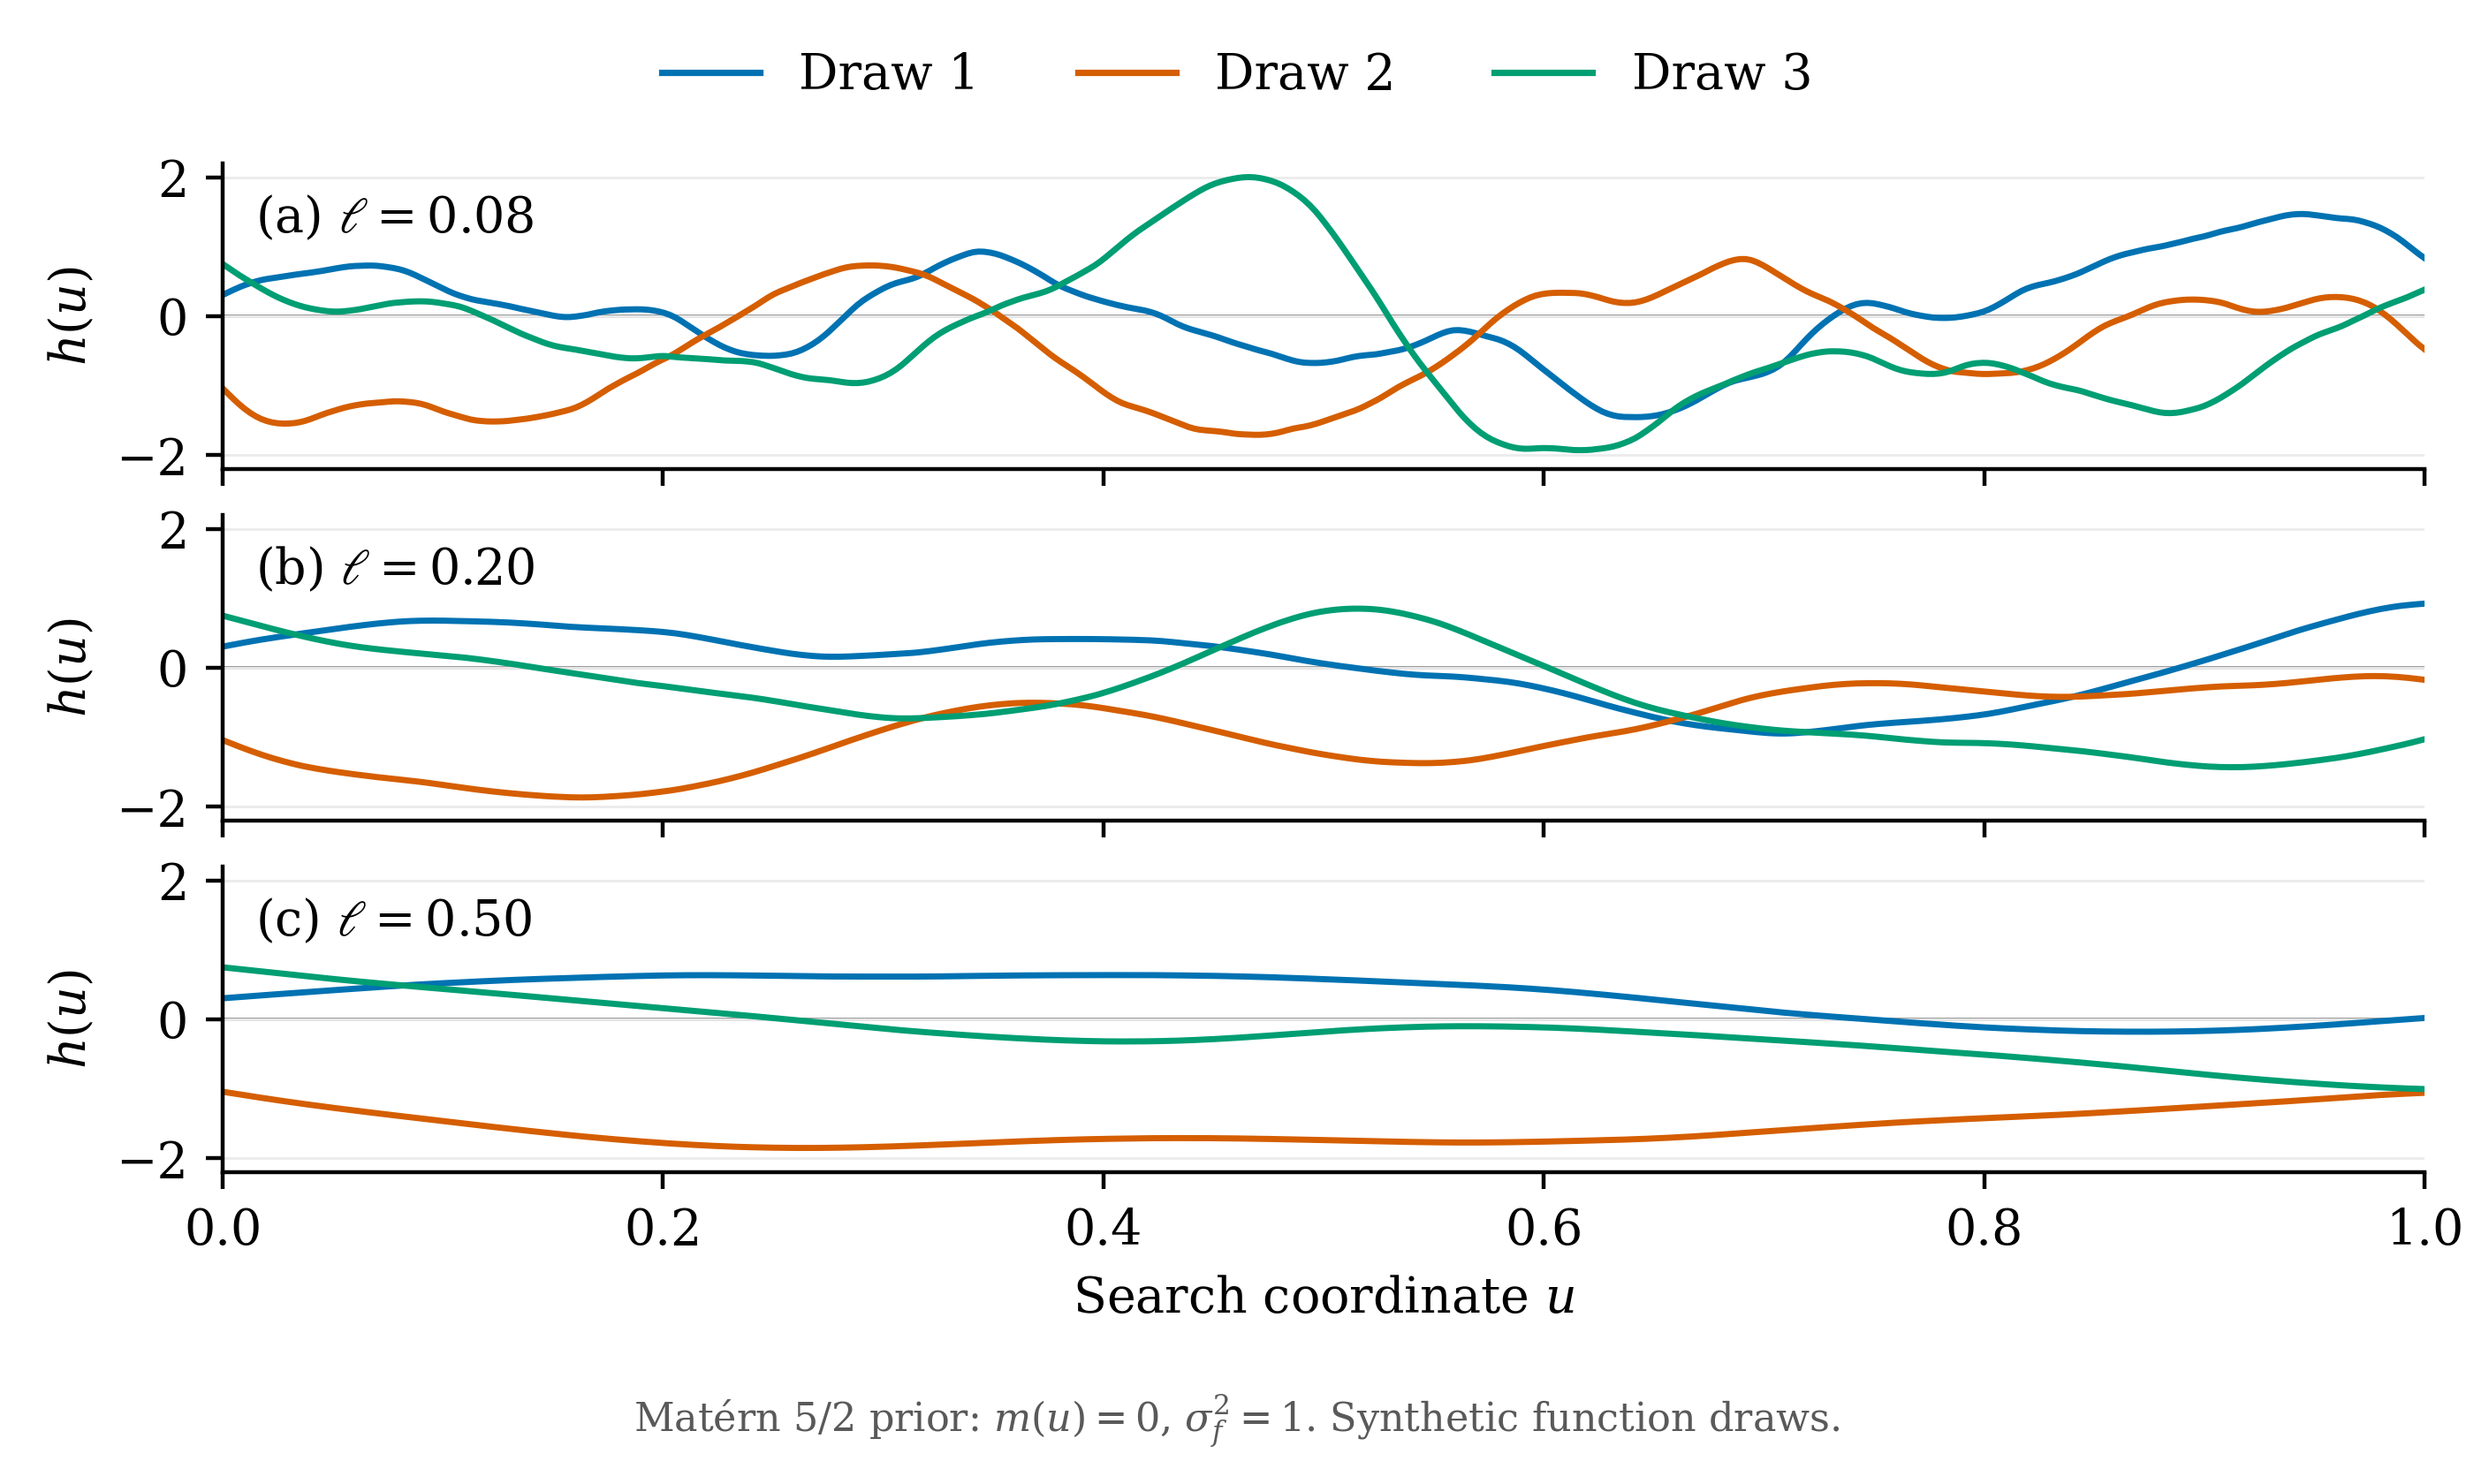 Draw 1 Draw 2 Draw 3
2
(a) ℓ = 0.08
h(u)
0
−2
2
(b) ℓ = 0.20
h(u)
0
−2
2
(c) ℓ = 0.50
h(u)
0
−2
0.0 0.2 0.4 0.6 0.8 1.0
Search coordinate u
Matérn 5/2 prior: m(u) = 0, σ_f^2 = 1. Synthetic function draws.